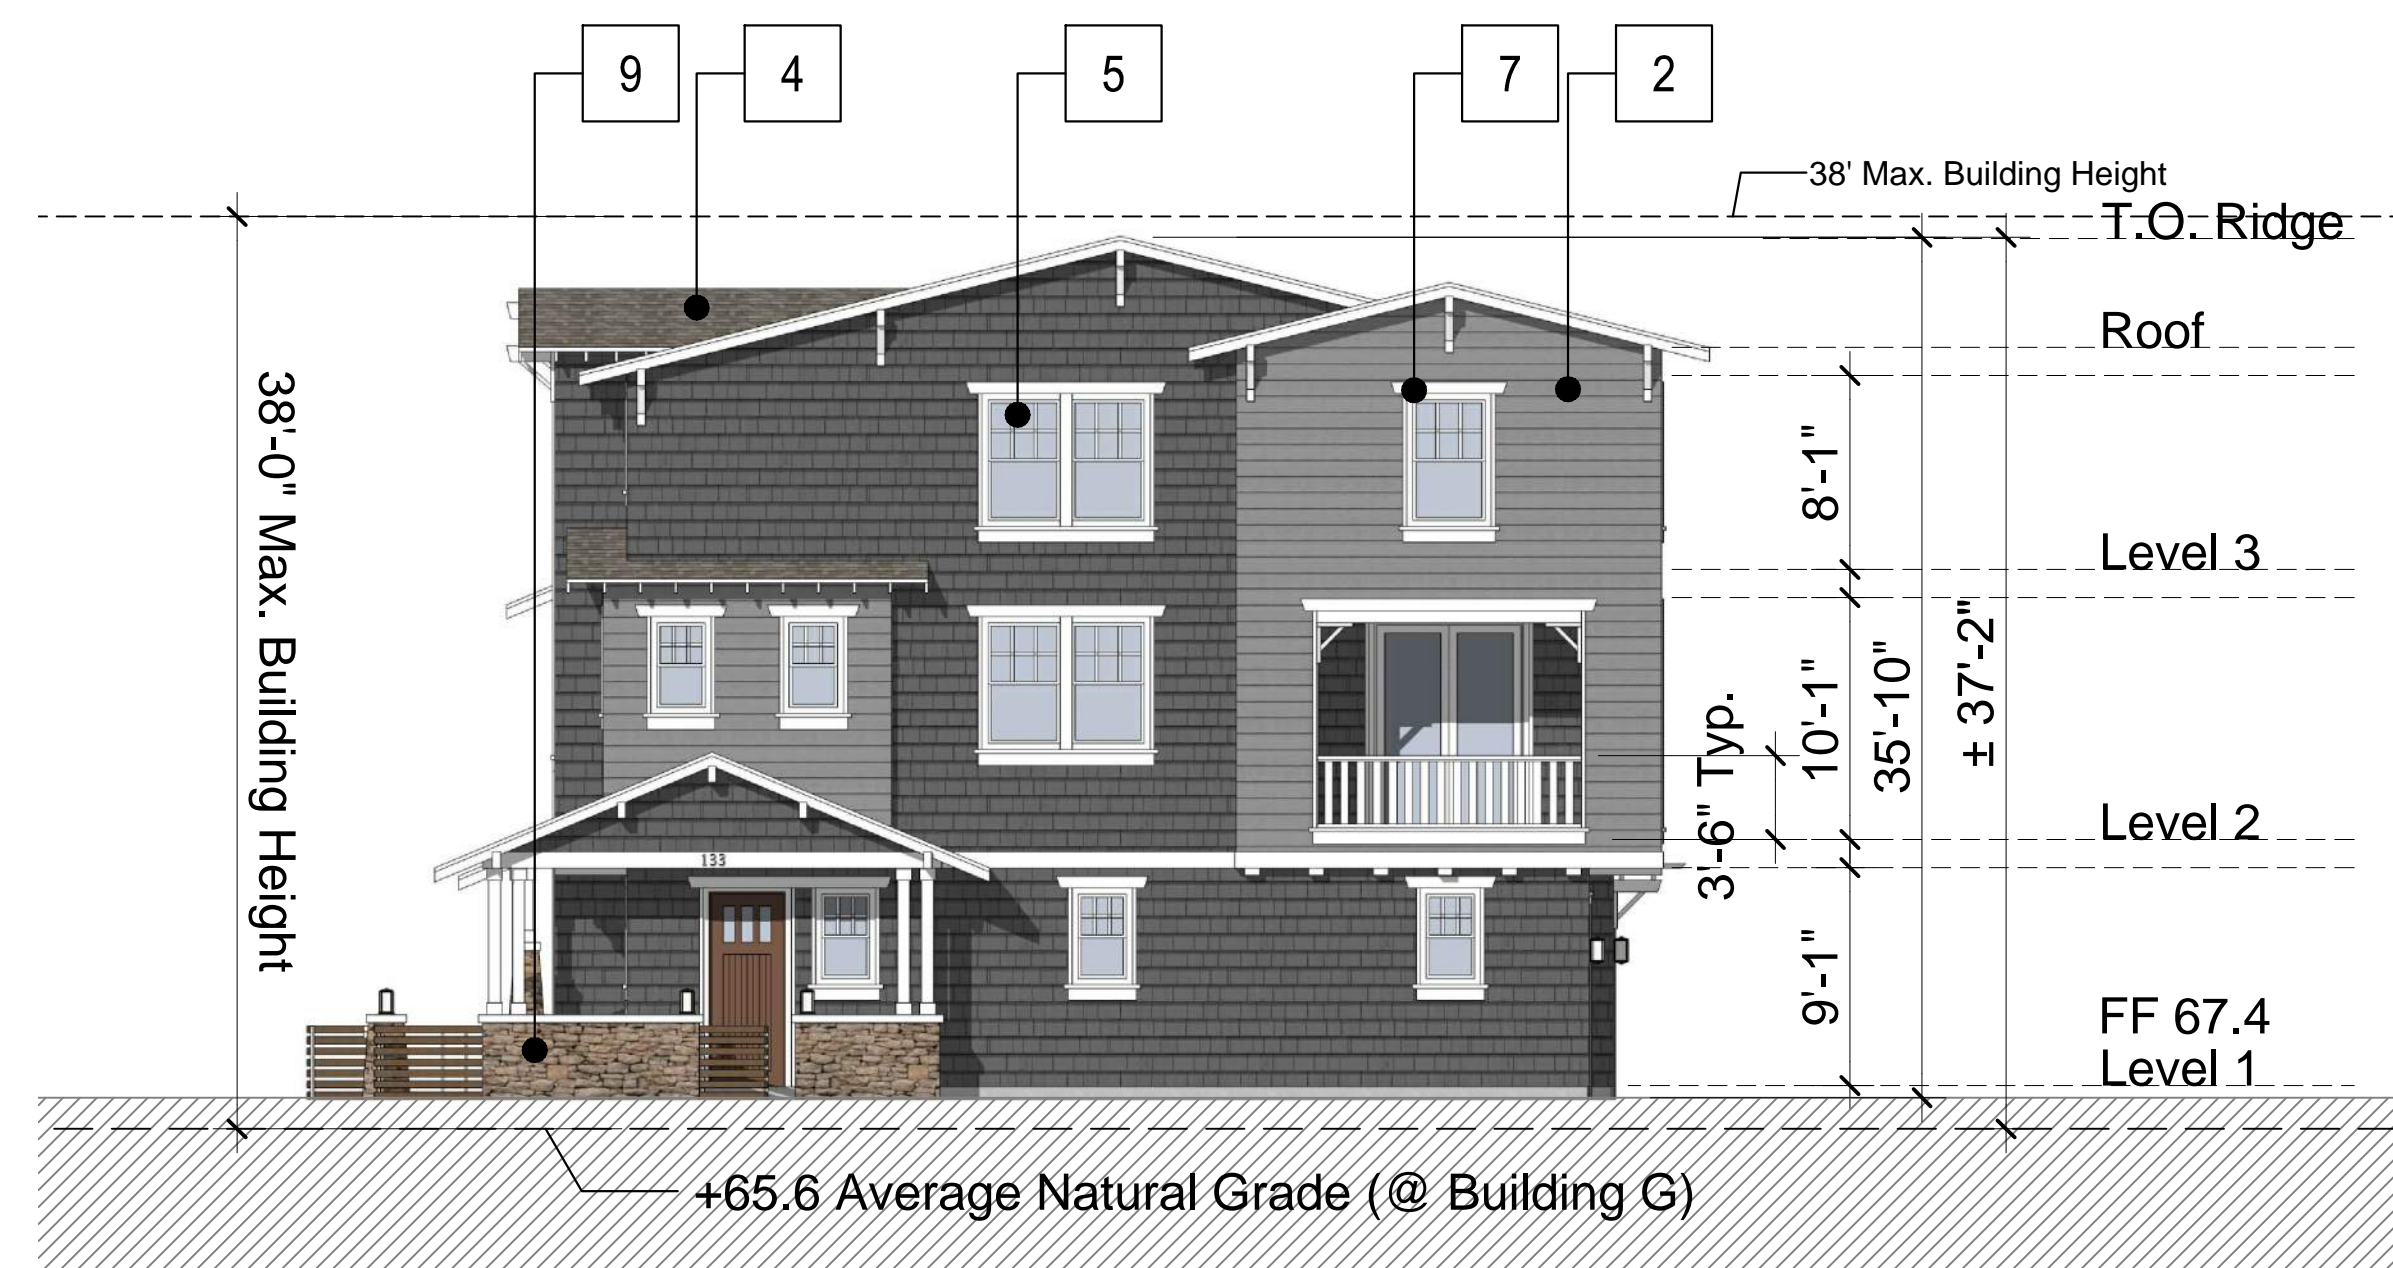 9
4
5
7
2
38' Max. Building Height
T.O. Ridge
Roof
38'-0" Max. Building Height
8'-1"
Level 3
10'-1"
35'-10"
± 37'-2"
3'-6" Typ.
Level 2
133
9'-1"
FF 67.4
Level 1
+65.6 Average Natural Grade (@ Building G)